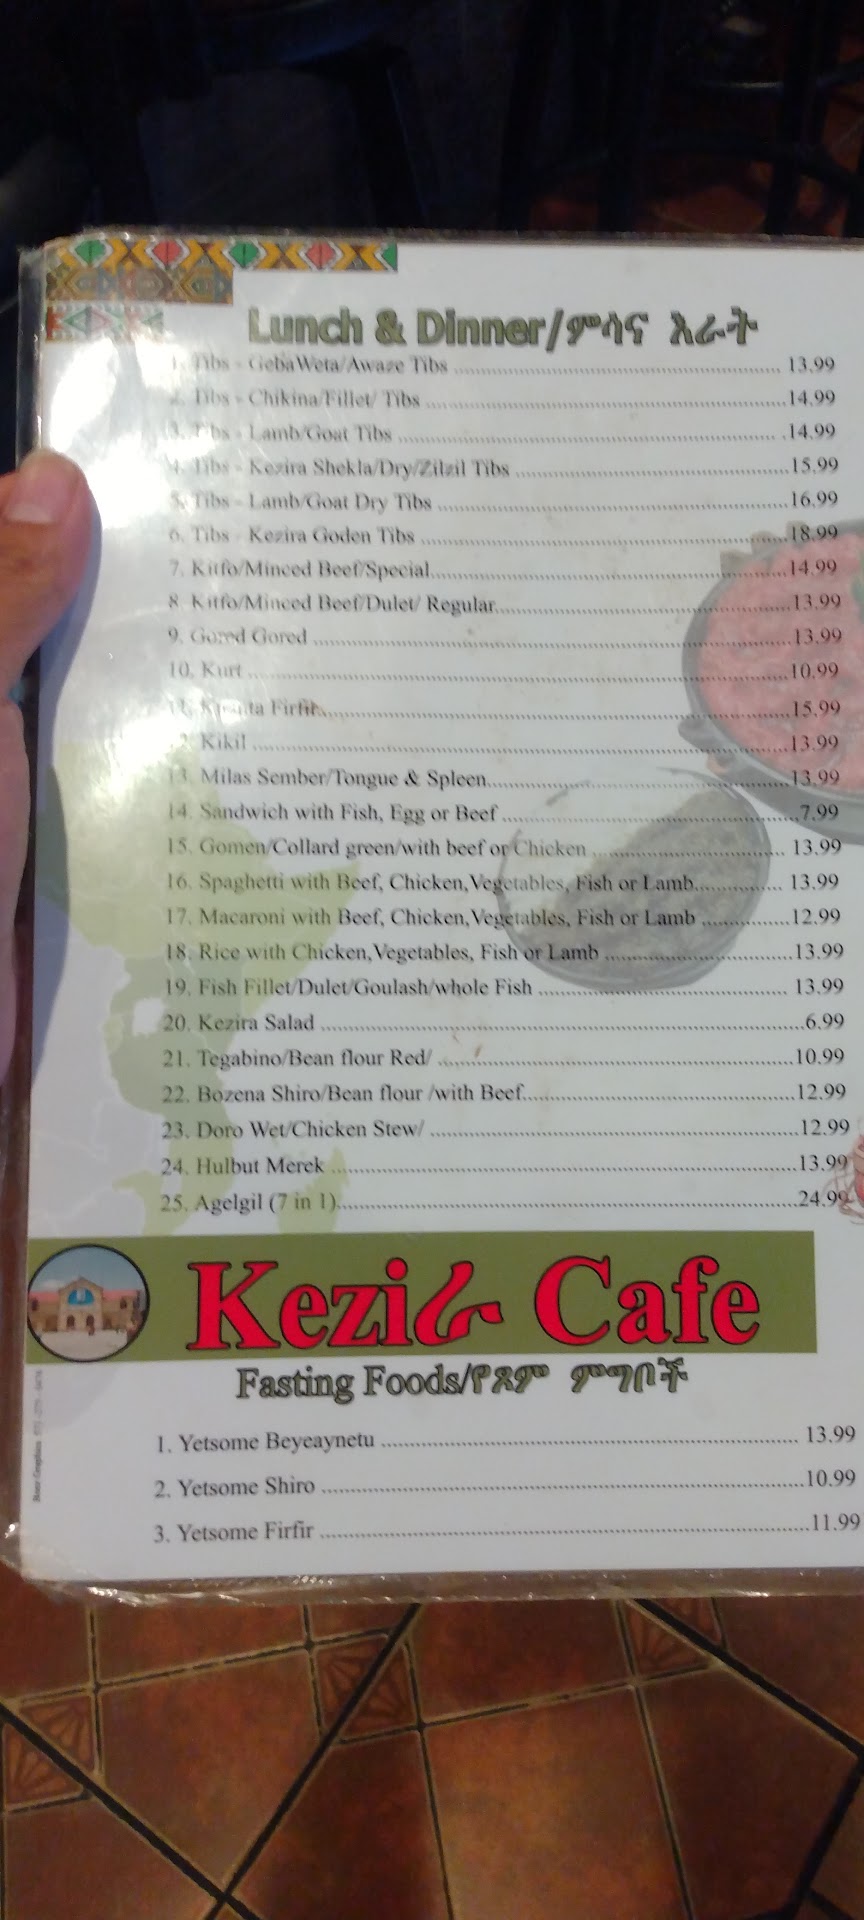 Lunch & Dinner/ምሳና እራት
1. Tibs - GebaWeta/Awaze Tibs ........ 13.99
2. Tibs - Chikina/Fillet/ Tibs ........ 14.99
3. Tibs - Lamb/Goat Tibs ........ 14.99
4. Tibs - Kezira Shekla/Dry/Zilzil Tibs ........ 15.99
5. Tibs - Lamb/Goat Dry Tibs ........ 16.99
6. Tibs - Kezira Goden Tibs ........ 18.99
7. Kitfo/Minced Beef/Special ........ 14.99
8. Kitfo/Minced Beef/Dulet/ Regular ........ 13.99
9. Gored Gored ........ 13.99
10. Kurt ........ 10.99
11. Kwanta Firfir ........ 15.99
12. Kikil ........ 13.99
13. Milas Sember/Tongue & Spleen ........ 13.99
14. Sandwich with Fish, Egg or Beef ........ 7.99
15. Gomen/Collard green/with beef or Chicken ........ 13.99
16. Spaghetti with Beef, Chicken,Vegetables, Fish or Lamb ........ 13.99
17. Macaroni with Beef, Chicken,Vegetables, Fish or Lamb ........ 12.99
18. Rice with Chicken,Vegetables, Fish or Lamb ........ 13.99
19. Fish Fillet/Dulet/Goulash/whole Fish ........ 13.99
20. Kezira Salad ........ 6.99
21. Tegabino/Bean flour Red/ ........ 10.99
22. Bozena Shiro/Bean flour /with Beef ........ 12.99
23. Doro Wet/Chicken Stew/ ........ 12.99
24. Hulbut Merek ........ 13.99
25. Agelgil (7 in 1) ........ 24.99
Keziራ Cafe
Fasting Foods/የጾም ምግቦች
1. Yetsome Beyeaynetu ........ 13.99
2. Yetsome Shiro ........ 10.99
3. Yetsome Firfir ........ 11.99